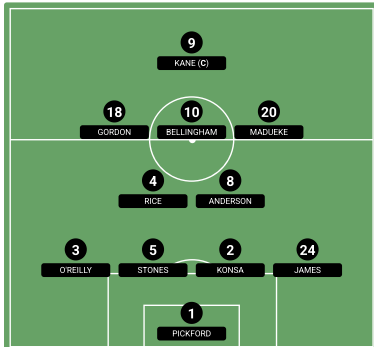 9
KANE (C)
18 10 20
GORDON BELLINGHAM MADUEKE
4 8
RICE ANDERSON
3 5 2 24
O'REILLY STONES KONSA JAMES
1
PICKFORD